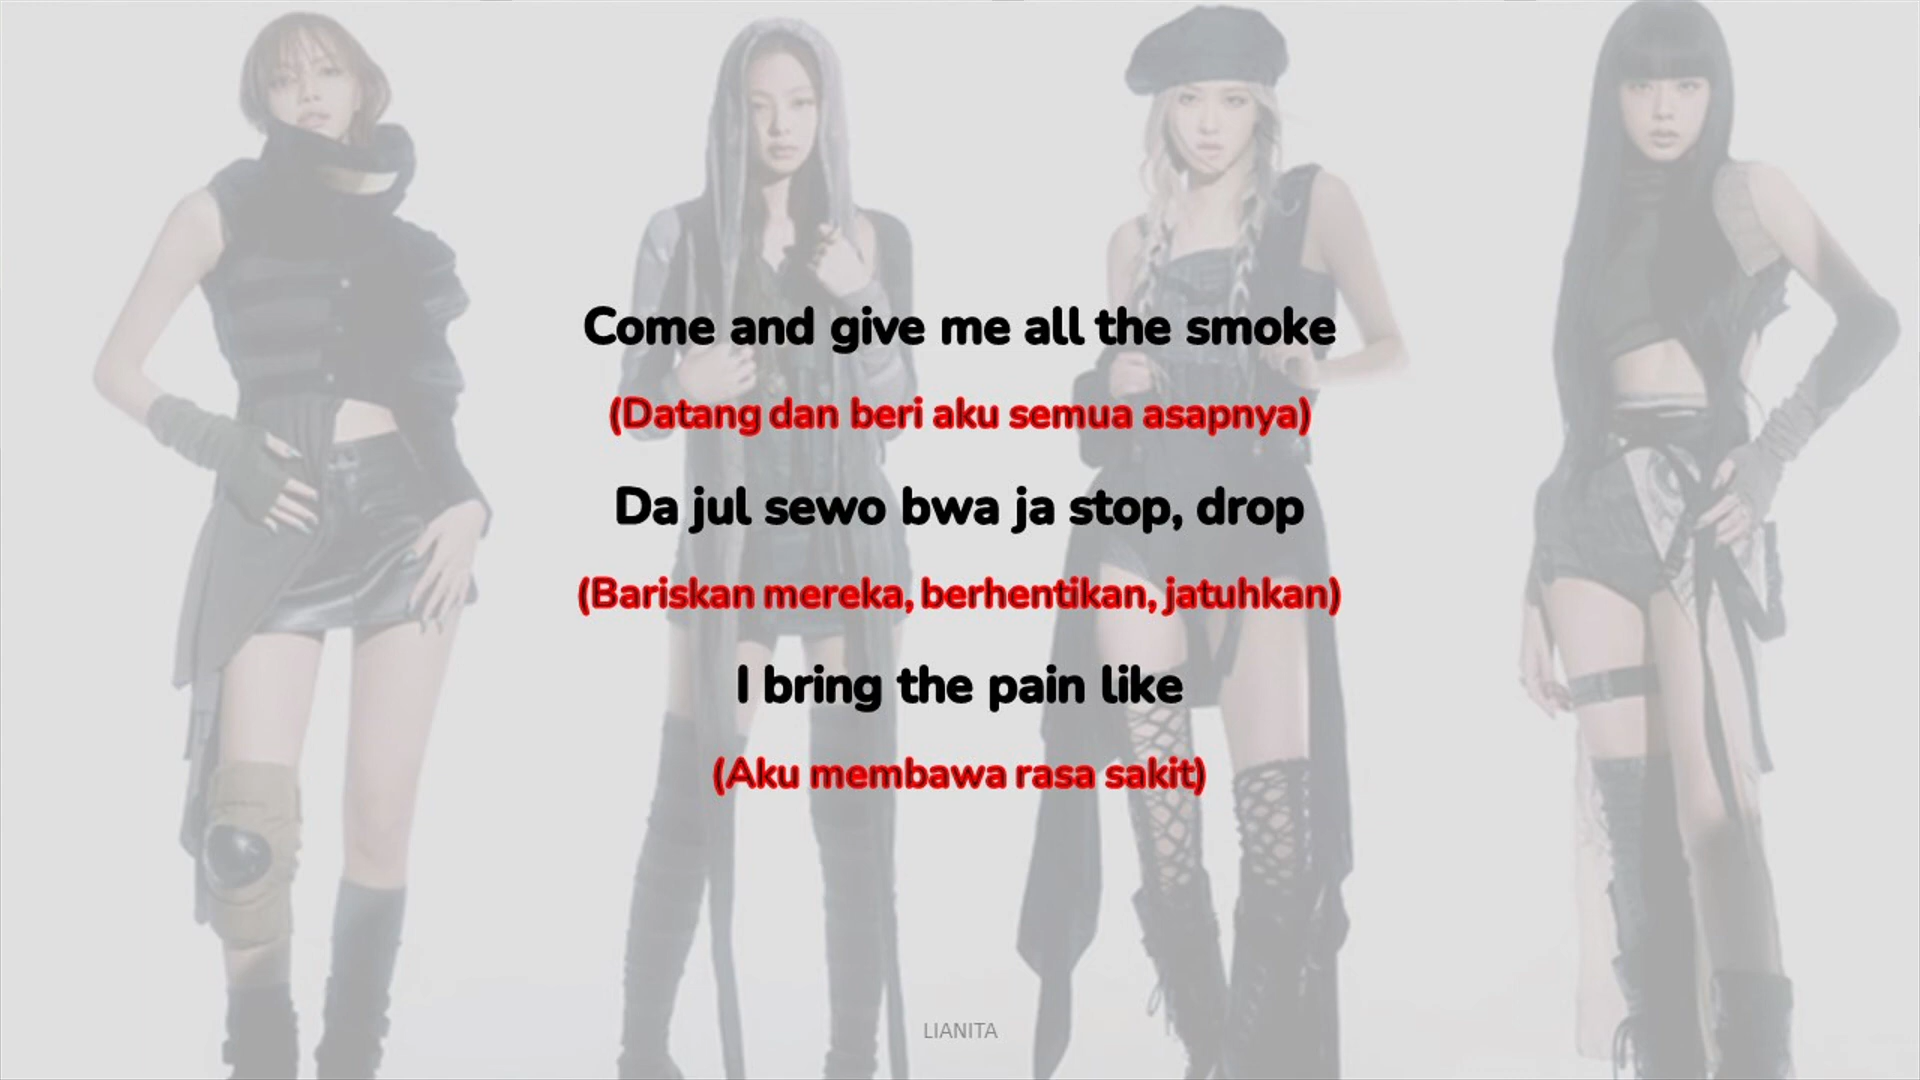 Come and give me all the smoke
(Datang dan beri aku semua asapnya)
Da jul sewo bwa ja stop, drop
(Bariskan mereka, berhentikan, jatuhkan)
I bring the pain like
(Aku membawa rasa sakit)
LIANITA